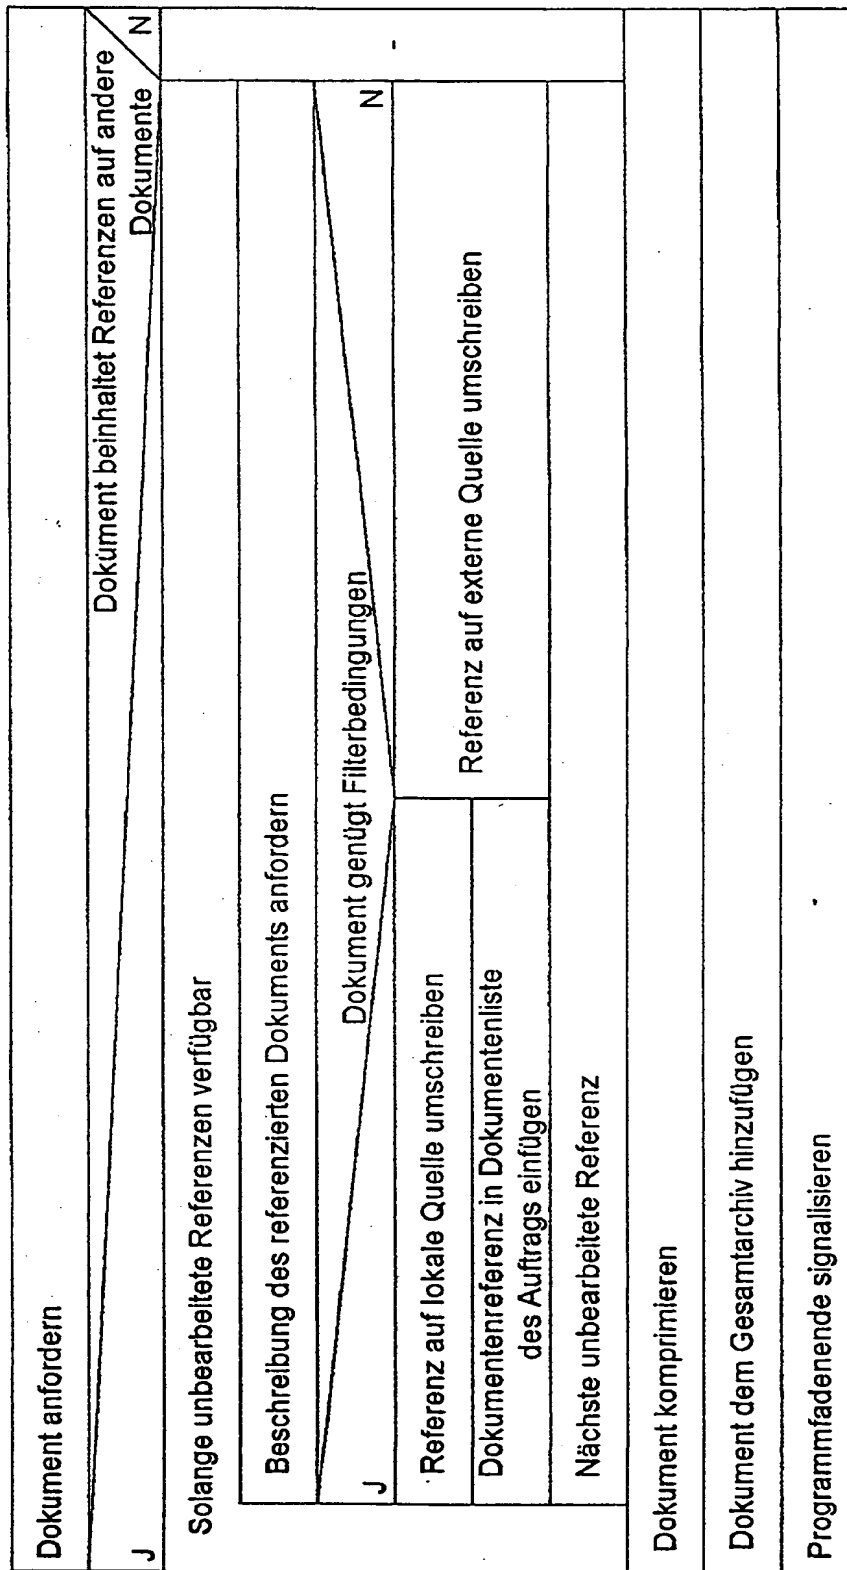 Dokument anfordern
Dokument beinhaltet Referenzen auf andere
Dokumente
J
N
Solange unbearbeitete Referenzen verfügbar
Beschreibung des referenzierten Dokuments anfordern
Dokument genügt Filterbedingungen
J
N
Referenz auf lokale Quelle umschreiben
Dokumentenreferenz in Dokumentenliste
des Auftrags einfügen
Referenz auf externe Quelle umschreiben
Nächste unbearbeitete Referenz
Dokument komprimieren
Dokument dem Gesamtarchiv hinzufügen
Programmfadenende signalisieren